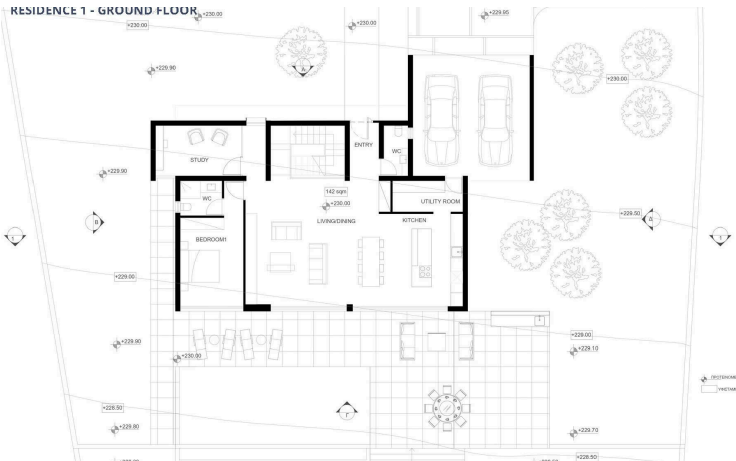 RESIDENCE 1 - GROUND FLOOR
+230.00
+229.95
+230.00
+229.90
A
+230.00
ENTRY
WC
STUDY
+229.90
142 sqm
+230.00
WC
UTILITY ROOM
+229.50
B
Δ
LIVING/DINING
KITCHEN
BEDROOM1
+229.00
+229.00
+229.90
+229.10
+230.00
+228.50
Γ
+229.80
+229.70
+228.50